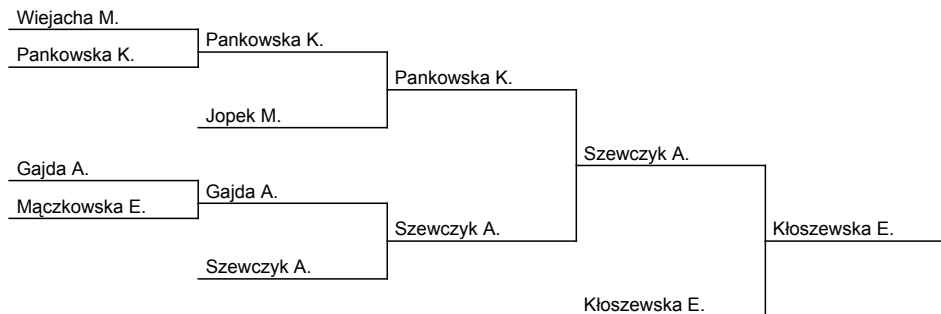 Wiejacha M.
Pankowska K.
Pankowska K.
Pankowska K.
Jopek M.
Szewczyk A.
Gajda A.
Gajda A.
Mączkowska E.
Szewczyk A.
Kłoszewska E.
Szewczyk A.
Kłoszewska E.